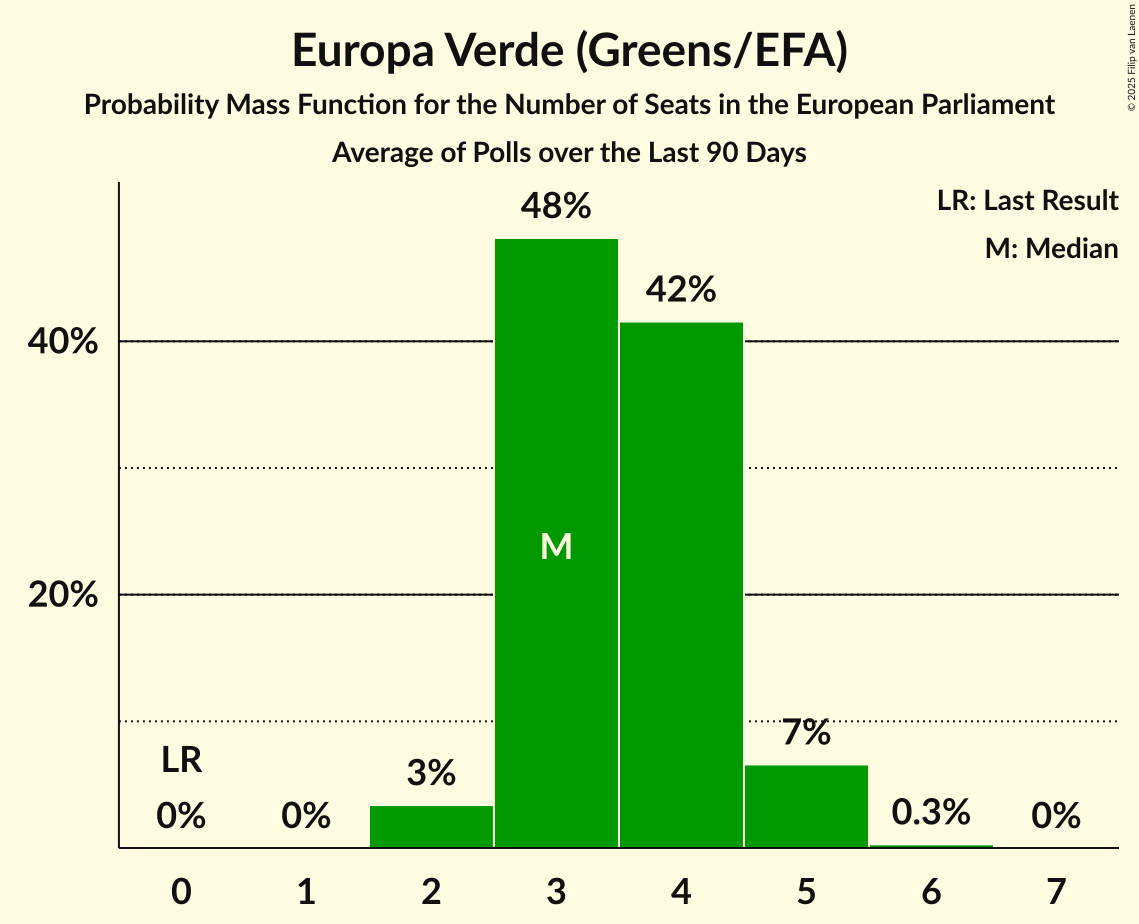 Europa Verde (Greens/EFA)
Probability Mass Function for the Number of Seats in the European Parliament
Average of Polls over the Last 90 Days
© 2025 Filip van Laenen
LR: Last Result
M: Median
48%
42%
40%
M
20%
7%
LR
3%
0%
0%
0.3%
0%
0 1 2 3 4 5 6 7